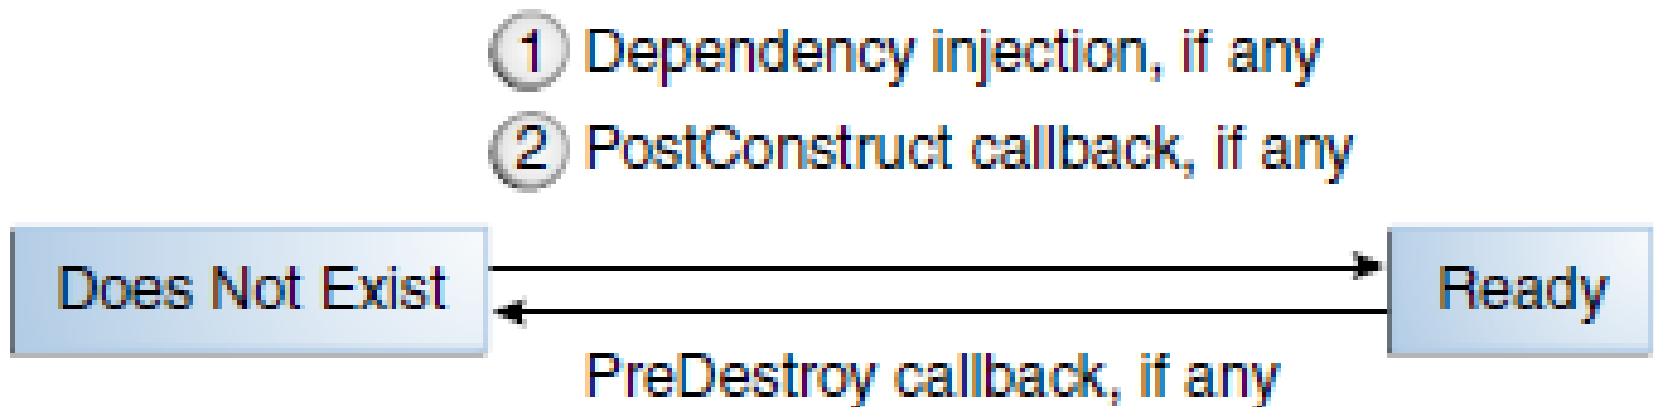 1 Dependency injection, if any
2 PostConstruct callback, if any
Does Not Exist
Ready
PreDestroy callback, if any